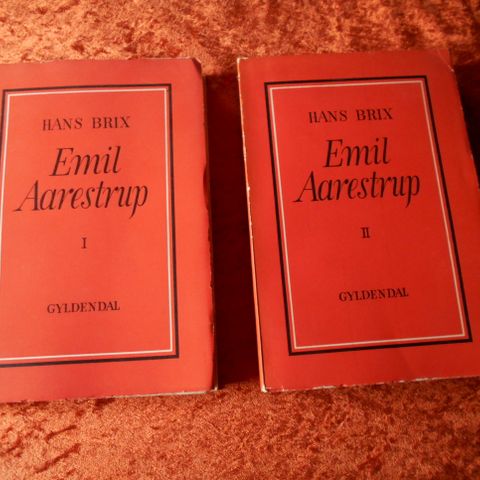 HANS BRIX
Emil
Aarestrup
I
GYLDENDAL
HANS BRIX
Emil
Aarestrup
II
GYLDENDAL